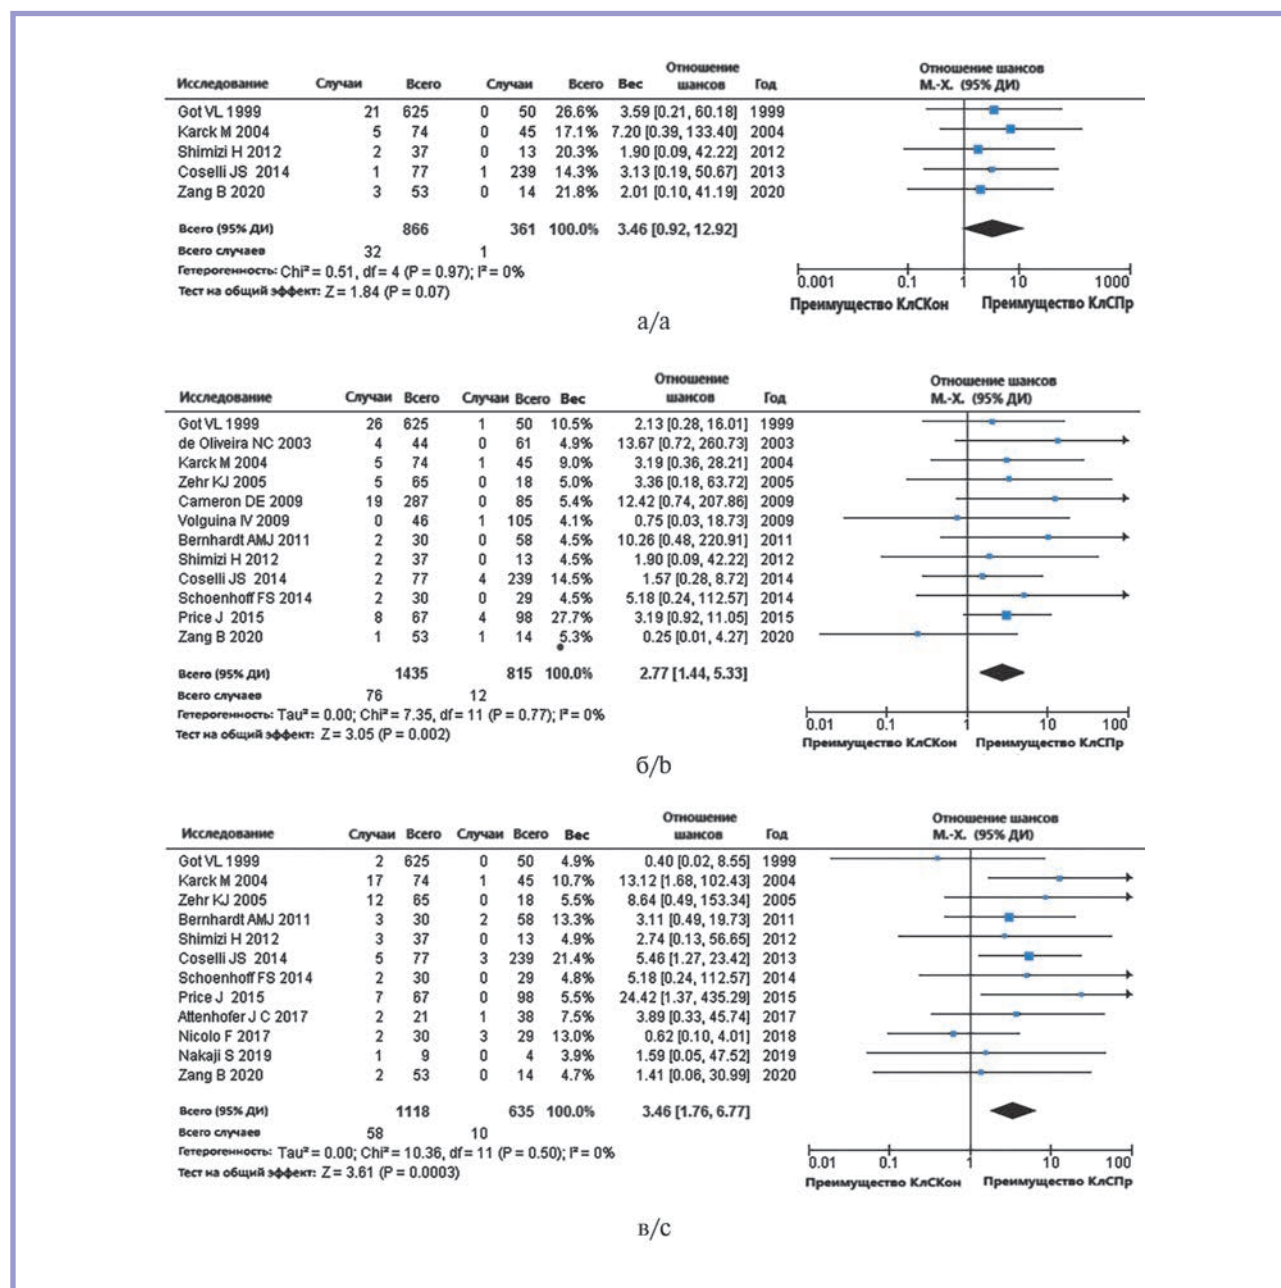 Отношение Отношение шансов
Исследование Случаи Всего Случаи Всего Вес шансов Год М.-Х. (95% ДИ)
Got VL 1999 21 625 0 50 26.6% 3.59 [0.21, 60.18] 1999
Karck M 2004 5 74 0 45 17.1% 7.20 [0.39, 133.40] 2004
Shimizi H 2012 2 37 0 13 20.3% 1.90 [0.09, 42.22] 2012
Coselli JS 2014 1 77 1 239 14.3% 3.13 [0.19, 50.67] 2013
Zang B 2020 3 53 0 14 21.8% 2.01 [0.10, 41.19] 2020
Всего (95% ДИ) 866 361 100.0% 3.46 [0.92, 12.92]
Всего случаев 32 1
Гетерогенность: Chi² = 0.51, df = 4 (P = 0.97); I² = 0%
Тест на общий эффект: Z = 1.84 (P = 0.07)
0.001 0.1 1 10 1000
Преимущество КлСКон Преимущество КлСПр
а/a
Отношение Отношение шансов
Исследование Случаи Всего Случаи Всего Вес шансов Год М.-Х. (95% ДИ)
Got VL 1999 26 625 1 50 10.5% 2.13 [0.28, 16.01] 1999
de Oliveira NC 2003 4 44 0 61 4.9% 13.67 [0.72, 260.73] 2003
Karck M 2004 5 74 1 45 9.0% 3.19 [0.36, 28.21] 2004
Zehr KJ 2005 5 65 0 18 5.0% 3.36 [0.18, 63.72] 2005
Cameron DE 2009 19 287 0 85 5.4% 12.42 [0.74, 207.86] 2009
Volguina IV 2009 0 46 1 105 4.1% 0.75 [0.03, 18.73] 2009
Bernhardt AMJ 2011 2 30 0 58 4.5% 10.26 [0.48, 220.91] 2011
Shimizi H 2012 2 37 0 13 4.5% 1.90 [0.09, 42.22] 2012
Coselli JS 2014 2 77 4 239 14.5% 1.57 [0.28, 8.72] 2014
Schoenhoff FS 2014 2 30 0 29 4.5% 5.18 [0.24, 112.57] 2014
Price J 2015 8 67 4 98 27.7% 3.19 [0.92, 11.05] 2015
Zang B 2020 1 53 1 14 5.3% 0.25 [0.01, 4.27] 2020
Всего (95% ДИ) 1435 815 100.0% 2.77 [1.44, 5.33]
Всего случаев 76 12
Гетерогенность: Tau² = 0.00; Chi² = 7.35, df = 11 (P = 0.77); I² = 0%
Тест на общий эффект: Z = 3.05 (P = 0.002)
0.01 0.1 1 10 100
Преимущество КлСКон Преимущество КлСПр
б/b
Отношение Отношение шансов
Исследование Случаи Всего Случаи Всего Вес шансов Год М.-Х. (95% ДИ)
Got VL 1999 2 625 0 50 4.9% 0.40 [0.02, 8.55] 1999
Karck M 2004 17 74 1 45 10.7% 13.12 [1.68, 102.43] 2004
Zehr KJ 2005 12 65 0 18 5.5% 8.64 [0.49, 153.34] 2005
Bernhardt AMJ 2011 3 30 2 58 13.3% 3.11 [0.49, 19.73] 2011
Shimizi H 2012 3 37 0 13 4.9% 2.74 [0.13, 56.65] 2012
Coselli JS 2014 5 77 3 239 21.4% 5.46 [1.27, 23.42] 2013
Schoenhoff FS 2014 2 30 0 29 4.8% 5.18 [0.24, 112.57] 2014
Price J 2015 7 67 0 98 5.5% 24.42 [1.37, 435.29] 2015
Attenhofer J C 2017 2 21 1 38 7.5% 3.89 [0.33, 45.74] 2017
Nicolo F 2017 2 30 3 29 13.0% 0.62 [0.10, 4.01] 2018
Nakaji S 2019 1 9 0 4 3.9% 1.59 [0.05, 47.52] 2019
Zang B 2020 2 53 0 14 4.7% 1.41 [0.06, 30.99] 2020
Всего (95% ДИ) 1118 635 100.0% 3.46 [1.76, 6.77]
Всего случаев 58 10
Гетерогенность: Tau² = 0.00; Chi² = 10.36, df = 11 (P = 0.50); I² = 0%
Тест на общий эффект: Z = 3.61 (P = 0.0003)
0.01 0.1 1 10 100
Преимущество КлСКон Преимущество КлСПр
в/c